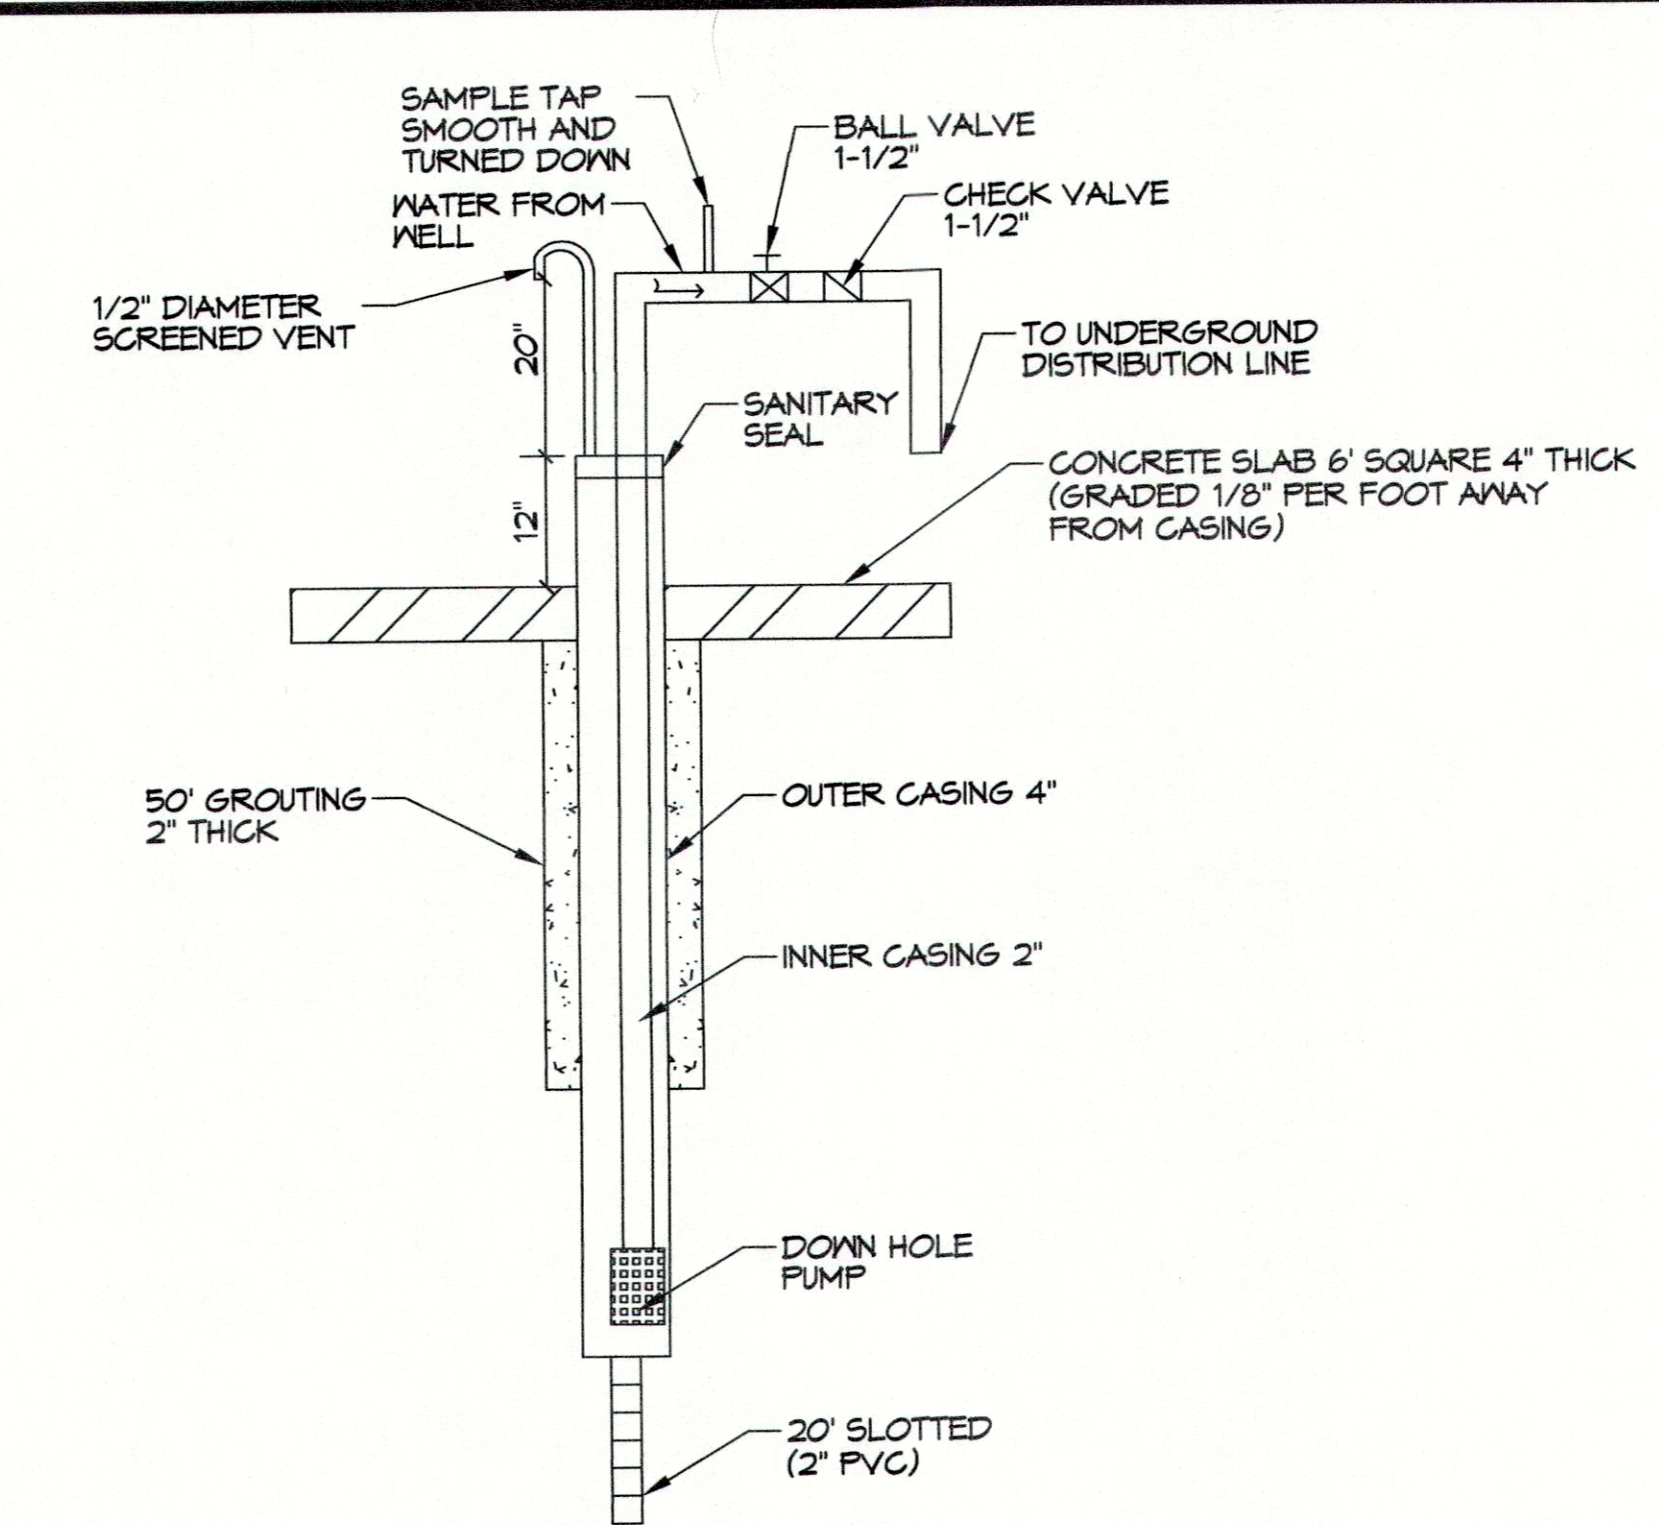 SAMPLE TAP
SMOOTH AND
TURNED DOWN
BALL VALVE
1-1/2"
WATER FROM
WELL
CHECK VALVE
1-1/2"
1/2" DIAMETER
SCREENED VENT
20"
TO UNDERGROUND
DISTRIBUTION LINE
SANITARY
SEAL
12"
CONCRETE SLAB 6' SQUARE 4" THICK
(GRADED 1/8" PER FOOT AWAY
FROM CASING)
50' GROUTING
2" THICK
OUTER CASING 4"
INNER CASING 2"
DOWN HOLE
PUMP
20' SLOTTED
(2" PVC)